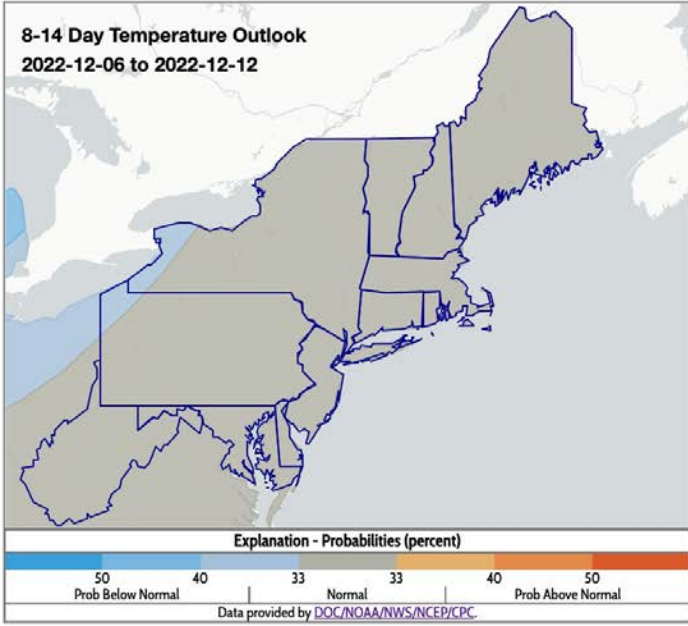 8-14 Day Temperature Outlook
2022-12-06 to 2022-12-12
Explanation - Probabilities (percent)
50 40 33 33 40 50
Prob Below Normal | Normal | Prob Above Normal
Data provided by DOC/NOAA/NWS/NCEP/CPC.